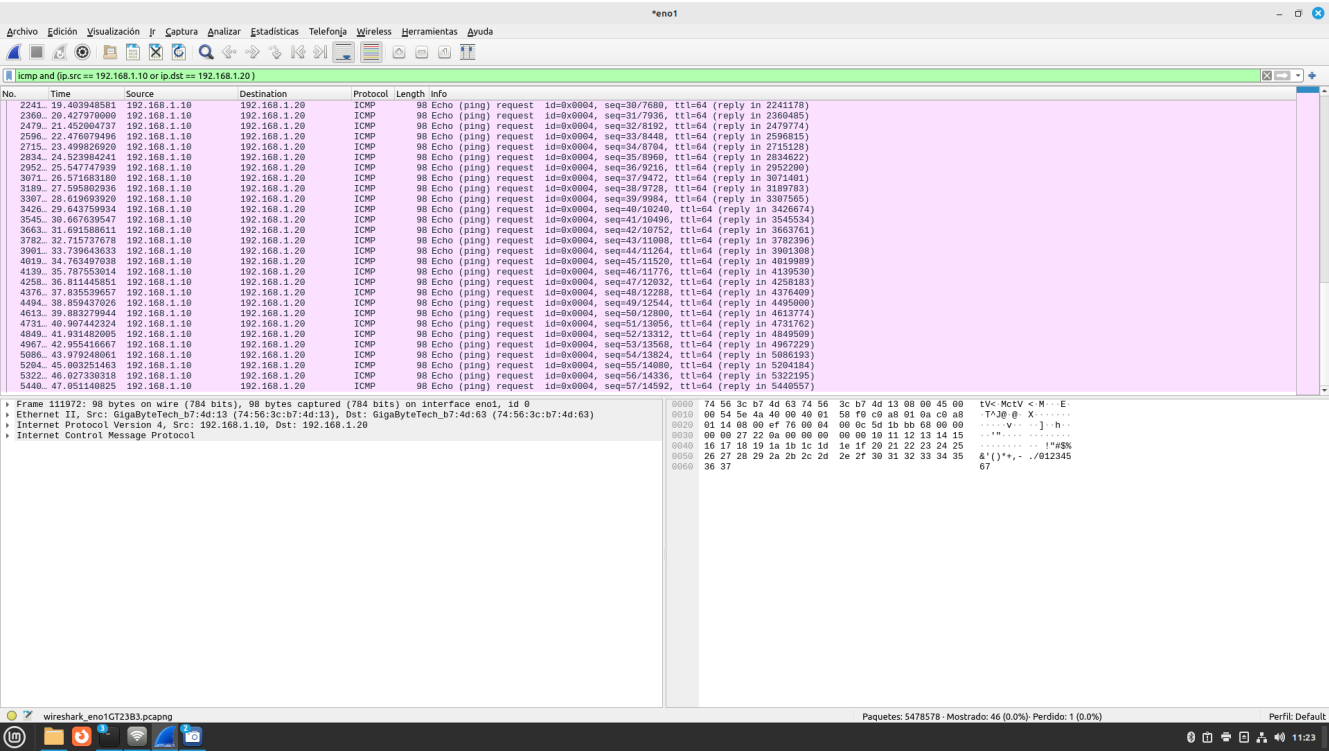 *eno1
Archivo Edición Visualización Ir Captura Analizar Estadísticas Telefonía Wireless Herramientas Ayuda
icmp and (ip.src == 192.168.1.10 or ip.dst == 192.168.1.20 )
No. Time Source Destination Protocol Length Info
2241… 19.403948581 192.168.1.10 192.168.1.20 ICMP 98 Echo (ping) request id=0x0004, seq=30/7680, ttl=64 (reply in 2241178)
2360… 20.427970000 192.168.1.10 192.168.1.20 ICMP 98 Echo (ping) request id=0x0004, seq=31/7936, ttl=64 (reply in 2360485)
2479… 21.452004737 192.168.1.10 192.168.1.20 ICMP 98 Echo (ping) request id=0x0004, seq=32/8192, ttl=64 (reply in 2479774)
2596… 22.476079496 192.168.1.10 192.168.1.20 ICMP 98 Echo (ping) request id=0x0004, seq=33/8448, ttl=64 (reply in 2596815)
2715… 23.499826920 192.168.1.10 192.168.1.20 ICMP 98 Echo (ping) request id=0x0004, seq=34/8704, ttl=64 (reply in 2715128)
2834… 24.523984241 192.168.1.10 192.168.1.20 ICMP 98 Echo (ping) request id=0x0004, seq=35/8960, ttl=64 (reply in 2834622)
2952… 25.547747939 192.168.1.10 192.168.1.20 ICMP 98 Echo (ping) request id=0x0004, seq=36/9216, ttl=64 (reply in 2952200)
3071… 26.571683180 192.168.1.10 192.168.1.20 ICMP 98 Echo (ping) request id=0x0004, seq=37/9472, ttl=64 (reply in 3071401)
3189… 27.595802936 192.168.1.10 192.168.1.20 ICMP 98 Echo (ping) request id=0x0004, seq=38/9728, ttl=64 (reply in 3189783)
3307… 28.619693920 192.168.1.10 192.168.1.20 ICMP 98 Echo (ping) request id=0x0004, seq=39/9984, ttl=64 (reply in 3307565)
3426… 29.643759934 192.168.1.10 192.168.1.20 ICMP 98 Echo (ping) request id=0x0004, seq=40/10240, ttl=64 (reply in 3426674)
3545… 30.667639547 192.168.1.10 192.168.1.20 ICMP 98 Echo (ping) request id=0x0004, seq=41/10496, ttl=64 (reply in 3545534)
3663… 31.691588611 192.168.1.10 192.168.1.20 ICMP 98 Echo (ping) request id=0x0004, seq=42/10752, ttl=64 (reply in 3663761)
3782… 32.715737678 192.168.1.10 192.168.1.20 ICMP 98 Echo (ping) request id=0x0004, seq=43/11008, ttl=64 (reply in 3782396)
3901… 33.739643633 192.168.1.10 192.168.1.20 ICMP 98 Echo (ping) request id=0x0004, seq=44/11264, ttl=64 (reply in 3901308)
4019… 34.763497038 192.168.1.10 192.168.1.20 ICMP 98 Echo (ping) request id=0x0004, seq=45/11520, ttl=64 (reply in 4019989)
4139… 35.787553014 192.168.1.10 192.168.1.20 ICMP 98 Echo (ping) request id=0x0004, seq=46/11776, ttl=64 (reply in 4139530)
4258… 36.811445851 192.168.1.10 192.168.1.20 ICMP 98 Echo (ping) request id=0x0004, seq=47/12032, ttl=64 (reply in 4258183)
4376… 37.835539657 192.168.1.10 192.168.1.20 ICMP 98 Echo (ping) request id=0x0004, seq=48/12288, ttl=64 (reply in 4376409)
4494… 38.859437026 192.168.1.10 192.168.1.20 ICMP 98 Echo (ping) request id=0x0004, seq=49/12544, ttl=64 (reply in 4495000)
4613… 39.883279944 192.168.1.10 192.168.1.20 ICMP 98 Echo (ping) request id=0x0004, seq=50/12800, ttl=64 (reply in 4613774)
4731… 40.907442324 192.168.1.10 192.168.1.20 ICMP 98 Echo (ping) request id=0x0004, seq=51/13056, ttl=64 (reply in 4731762)
4849… 41.931482005 192.168.1.10 192.168.1.20 ICMP 98 Echo (ping) request id=0x0004, seq=52/13312, ttl=64 (reply in 4849509)
4967… 42.955416667 192.168.1.10 192.168.1.20 ICMP 98 Echo (ping) request id=0x0004, seq=53/13568, ttl=64 (reply in 4967229)
5086… 43.979248061 192.168.1.10 192.168.1.20 ICMP 98 Echo (ping) request id=0x0004, seq=54/13824, ttl=64 (reply in 5086193)
5204… 45.003251463 192.168.1.10 192.168.1.20 ICMP 98 Echo (ping) request id=0x0004, seq=55/14080, ttl=64 (reply in 5204184)
5322… 46.027330318 192.168.1.10 192.168.1.20 ICMP 98 Echo (ping) request id=0x0004, seq=56/14336, ttl=64 (reply in 5322195)
5440… 47.051140825 192.168.1.10 192.168.1.20 ICMP 98 Echo (ping) request id=0x0004, seq=57/14592, ttl=64 (reply in 5440557)
Frame 111972: 98 bytes on wire (784 bits), 98 bytes captured (784 bits) on interface eno1, id 0
Ethernet II, Src: GigaByteTech_b7:4d:13 (74:56:3c:b7:4d:13), Dst: GigaByteTech_b7:4d:63 (74:56:3c:b7:4d:63)
Internet Protocol Version 4, Src: 192.168.1.10, Dst: 192.168.1.20
Internet Control Message Protocol
0000 74 56 3c b7 4d 63 74 56 3c b7 4d 13 08 00 45 00 tV<·MctV <·M···E·
0010 00 54 5e 4a 40 00 40 01 58 f0 c0 a8 01 0a c0 a8 ·T^J@·@· X·······
0020 01 14 08 00 ef 76 00 04 00 0c 5d 1b bb 68 00 00 ·····v·· ··]··h··
0030 00 00 27 22 0a 00 00 00 00 00 10 11 12 13 14 15 ··'"···· ········
0040 16 17 18 19 1a 1b 1c 1d 1e 1f 20 21 22 23 24 25 ········ ·· !"#$%
0050 26 27 28 29 2a 2b 2c 2d 2e 2f 30 31 32 33 34 35 &'()*+,- ./012345
0060 36 37 67
wireshark_eno1GT23B3.pcapng Paquetes: 5478578 · Mostrado: 46 (0.0%)· Perdido: 1 (0.0%) Perfil: Default
3 2 11:23